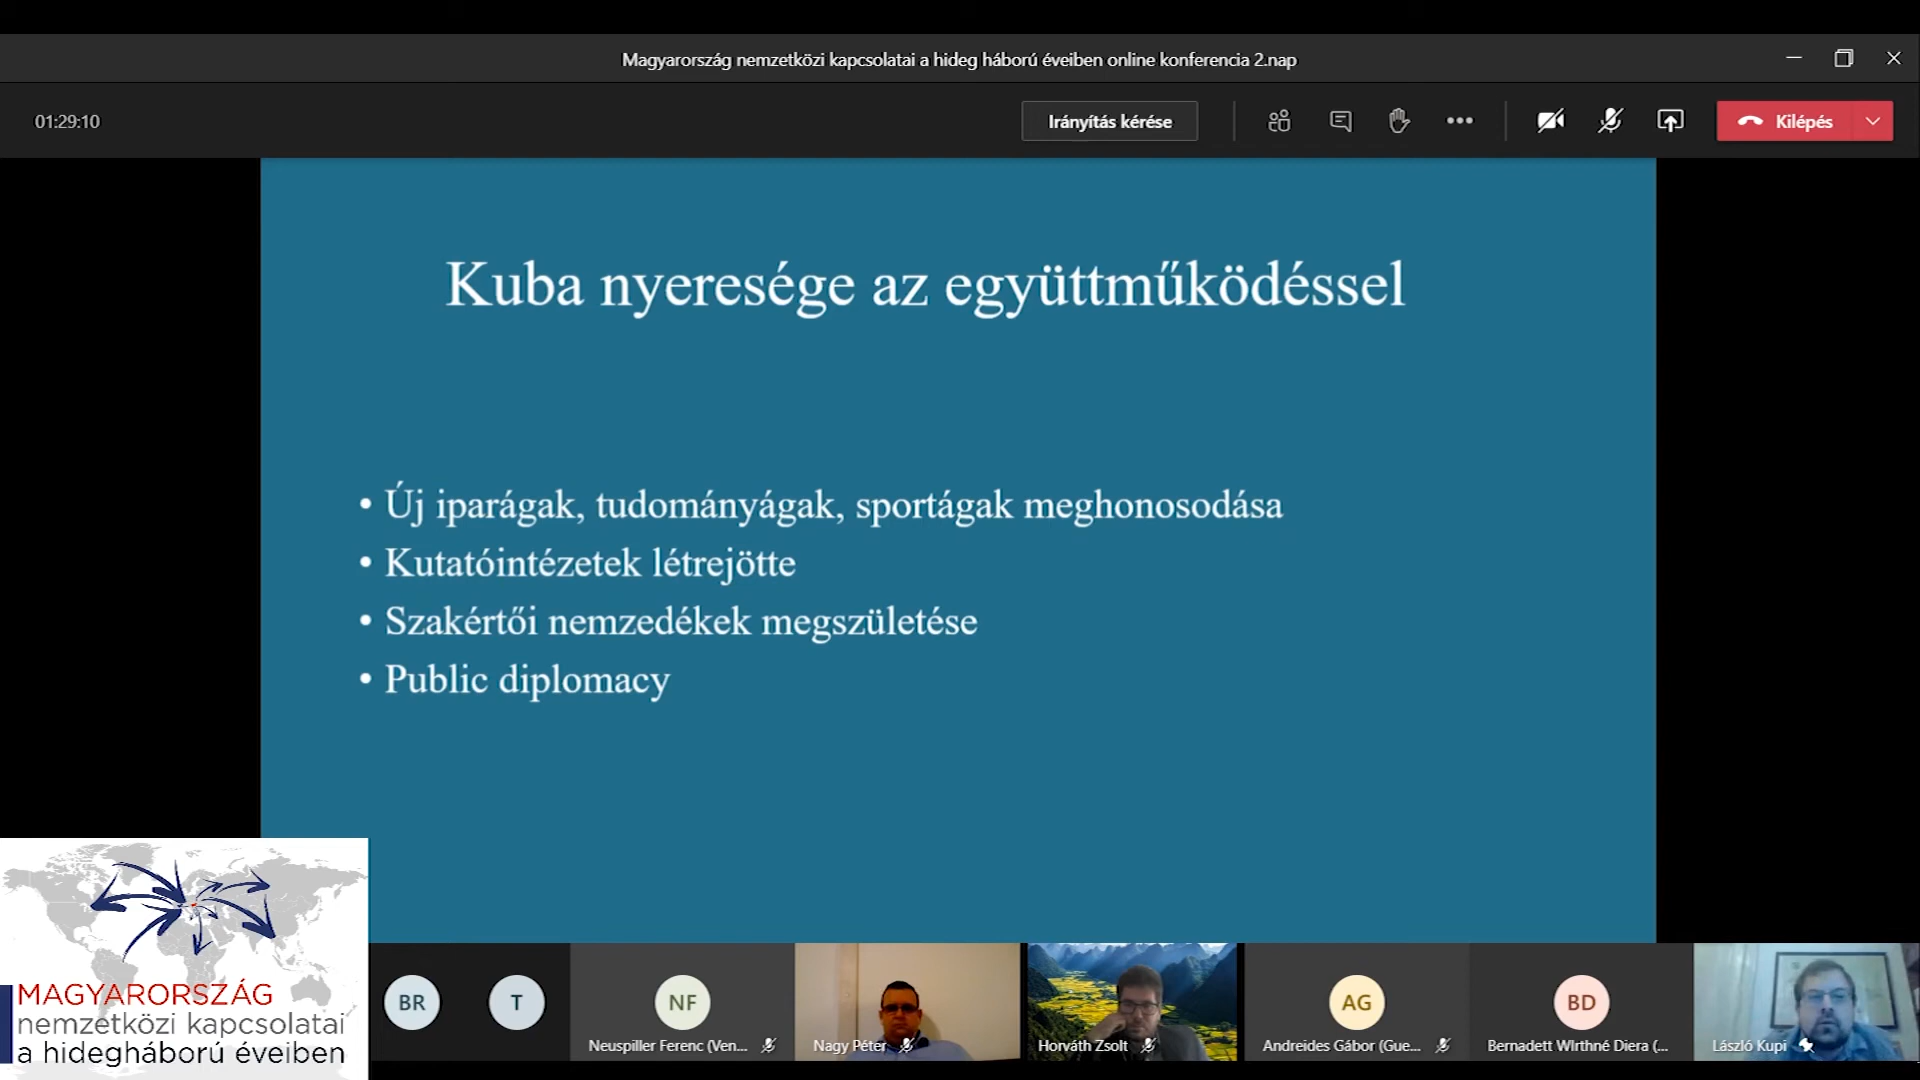 Magyarország nemzetközi kapcsolatai a hideg háború éveiben online konferencia 2.nap
01:29:10
Irányítás kérése
Kilépés
Kuba nyeresége az együttműködéssel
• Új iparágak, tudományágak, sportágak meghonosodása
• Kutatóintézetek létrejötte
• Szakértői nemzedékek megszületése
• Public diplomacy
MAGYARORSZÁG
nemzetközi kapcsolatai
a hidegháború éveiben
BR
T
NF
Neuspiller Ferenc (Ven...
Nagy Péter
Horváth Zsolt
AG
Andreides Gábor (Gue...
BD
Bernadett WIrthné Diera (...
László Kupi